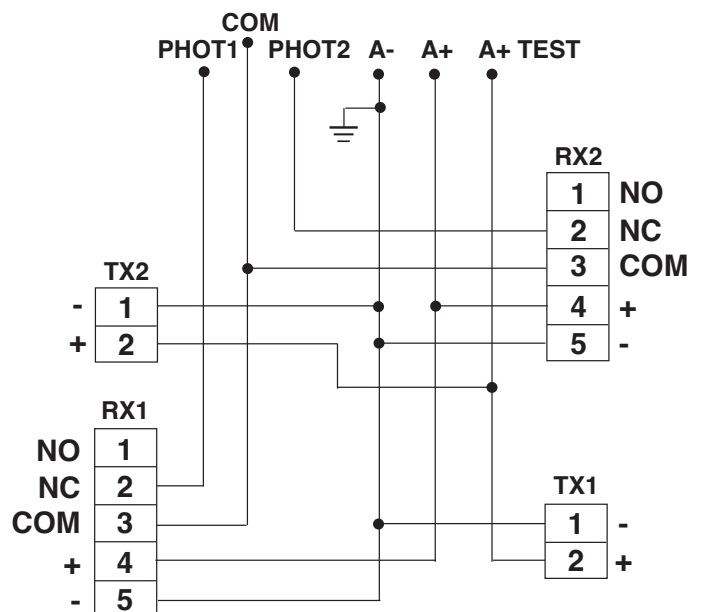 COM
PHOT1 PHOT2 A- A+ A+ TEST
RX2
1 NO
2 NC
3 COM
4 +
5 -
TX2
- 1
+ 2
RX1
NO 1
NC 2
COM 3
+ 4
- 5
TX1
1 -
2 +